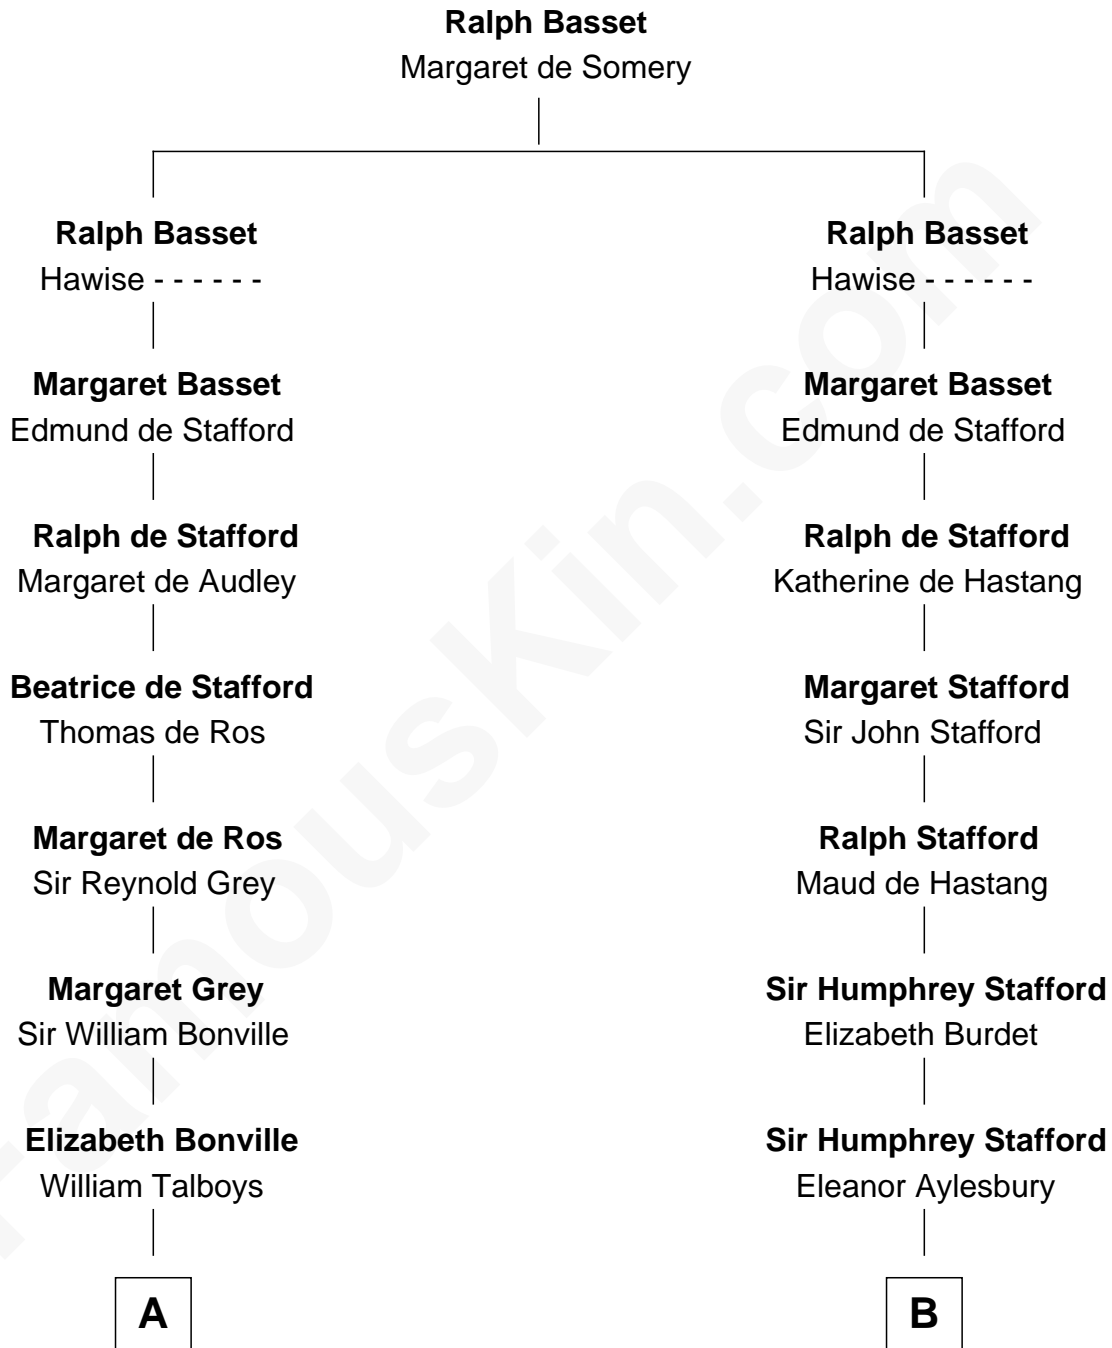 Ralph Basset
Margaret de Somery
Ralph Basset
Hawise - - - - - -
Margaret Basset
Edmund de Stafford
Ralph de Stafford
Margaret de Audley
Beatrice de Stafford
Thomas de Ros
Margaret de Ros
Sir Reynold Grey
Margaret Grey
Sir William Bonville
Elizabeth Bonville
William Talboys
A
Ralph Basset
Hawise - - - - - -
Margaret Basset
Edmund de Stafford
Ralph de Stafford
Katherine de Hastang
Margaret Stafford
Sir John Stafford
Ralph Stafford
Maud de Hastang
Sir Humphrey Stafford
Elizabeth Burdet
Sir Humphrey Stafford
Eleanor Aylesbury
B
FamousKin.com